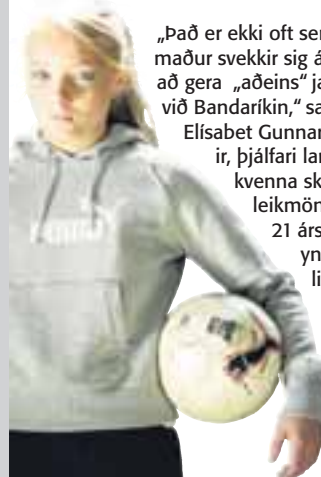 „Það er ekki oft sem
maður svekkir sig á
að gera „aðeins“ ja
við Bandaríkin,“ sa
Elísabet Gunnar
ir, þjálfari lan
kvenna sk
leikmön
21 árs
yn
li